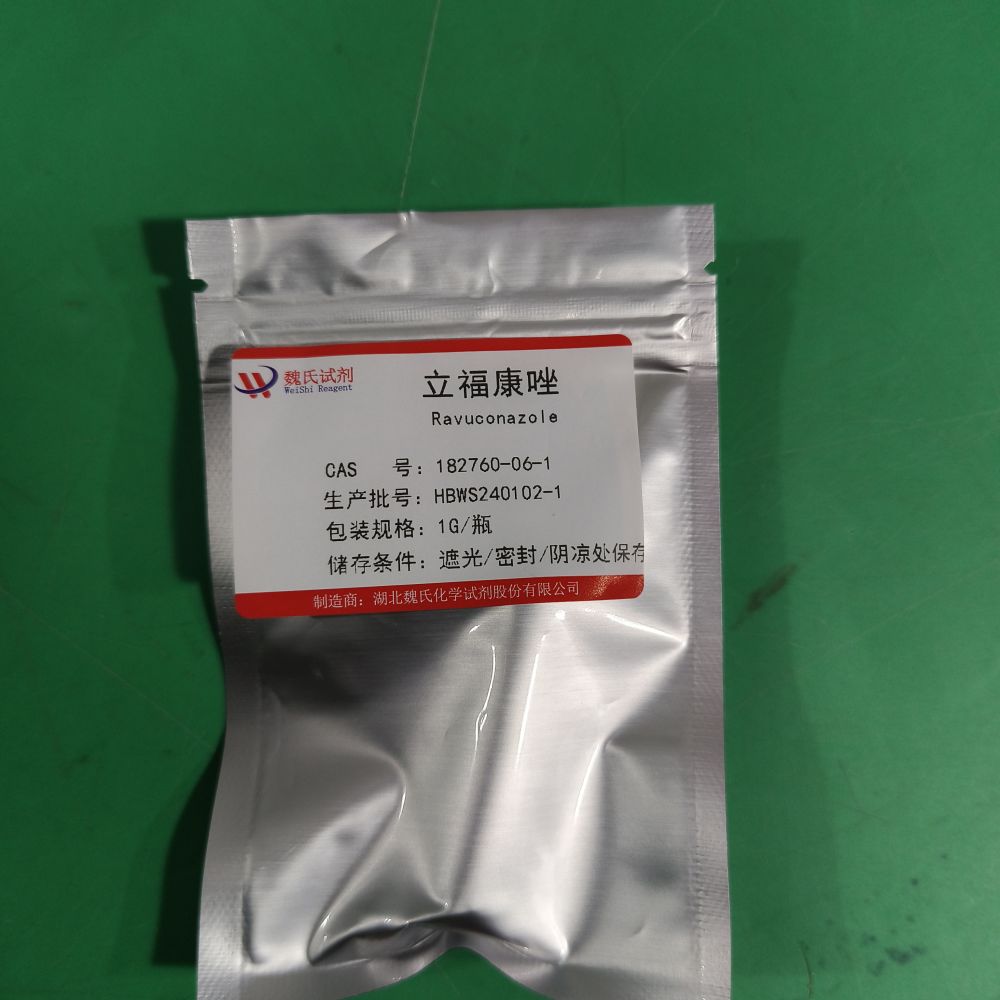 魏氏试剂
WeiShi Reagent
立福康唑
Ravuconazole
CAS 号：182760-06-1
生产批号：HBWS240102-1
包装规格：1G/瓶
储存条件：遮光/密封/阴凉处保存
制造商：湖北魏氏化学试剂股份有限公司